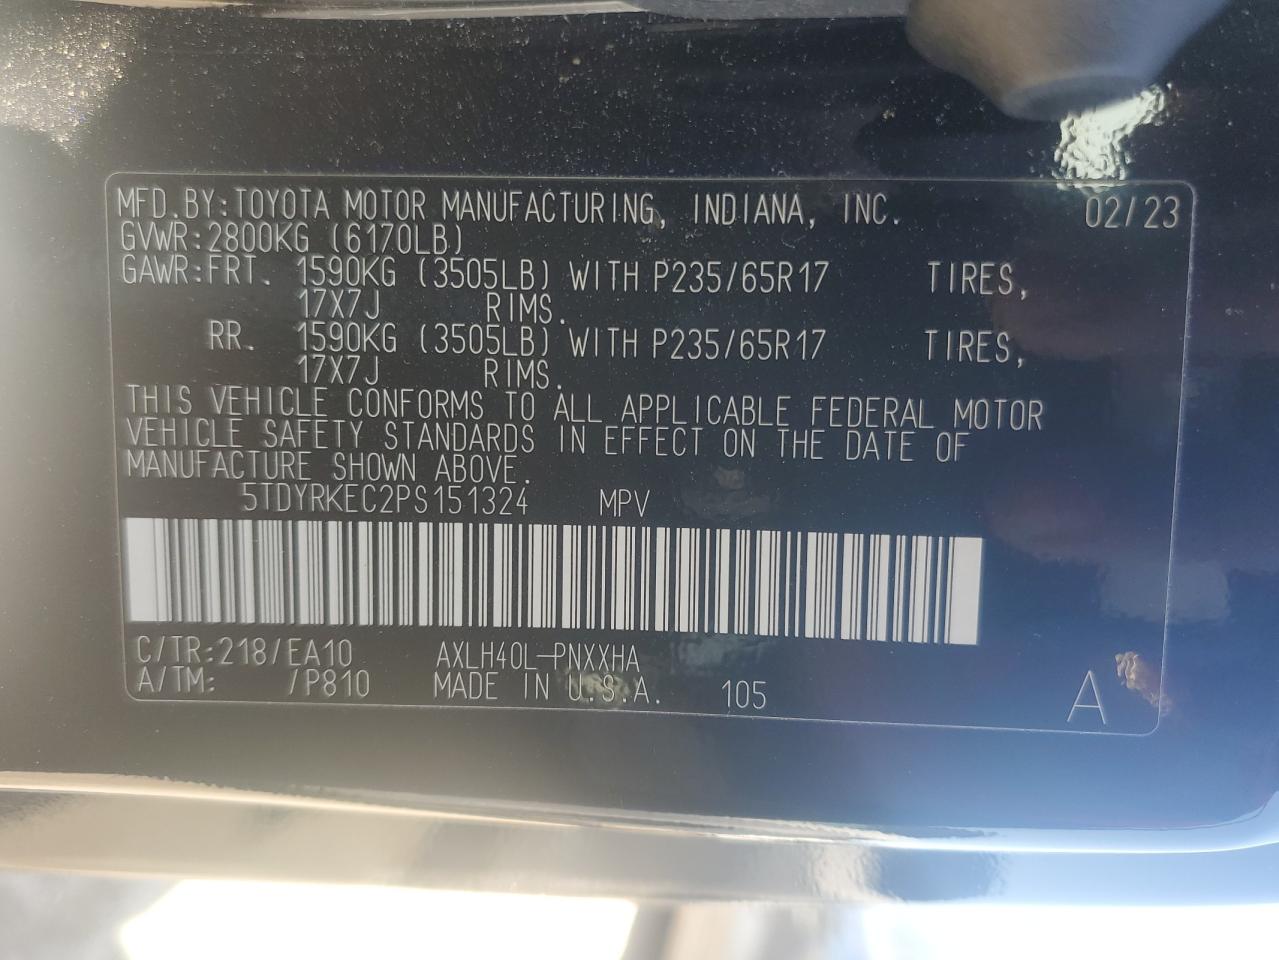 MFD.BY:TOYOTA MOTOR MANUFACTURING, INDIANA, INC. 02/23
GVWR:2800KG (6170LB)
GAWR:FRT. 1590KG (3505LB) WITH P235/65R17 TIRES,
17X7J RIMS.
RR. 1590KG (3505LB) WITH P235/65R17 TIRES,
17X7J RIMS.
THIS VEHICLE CONFORMS TO ALL APPLICABLE FEDERAL MOTOR
VEHICLE SAFETY STANDARDS IN EFFECT ON THE DATE OF
MANUFACTURE SHOWN ABOVE.
5TDYRKEC2PS151324 MPV
C/TR:218/EA10 AXLH40L-PNXXHA
A/TM: /P810 MADE IN U.S.A. 105 A